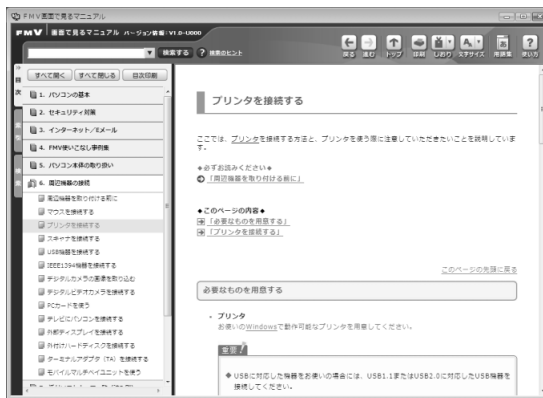 FMV画面で見るマニュアル
FMV 画面で見るマニュアル バージョン情報:V1.0-U000
検索する ? 検索のヒント
戻る 進む トップ 印刷 しおり 文字サイズ 用語集 使い方
目次
すべて開く すべて閉じる 目次印刷
1. パソコンの基本
2. セキュリティ対策
3. インターネット/Eメール
4. FMV使いこなし事例集
5. パソコン本体の取り扱い
6. 周辺機器の接続
周辺機器を取り付ける前に
マウスを接続する
プリンタを接続する
スキャナを接続する
USB機器を接続する
IEEE1394機器を接続する
デジタルカメラの画像を取り込む
デジタルビデオカメラを接続する
PCカードを使う
テレビにパソコンを接続する
外部ディスプレイを接続する
外付けハードディスクを接続する
ターミナルアダプタ(TA)を接続する
モバイルマルチベイユニットを使う
プリンタを接続する
ここでは、プリンタを接続する方法と、プリンタを使う際に注意していただきたいことを説明していま
す。
◆必ずお読みください◆
「周辺機器を取り付ける前に」
◆このページの内容◆
「必要なものを用意する」
「プリンタを接続する」
このページの先頭に戻る
必要なものを用意する
・ プリンタ
お使いのWindowsで動作可能なプリンタを用意してください。
重要
◆ USBに対応した機器をお使いの場合には、USB1.1またはUSB2.0に対応したUSB機器を
接続してください。